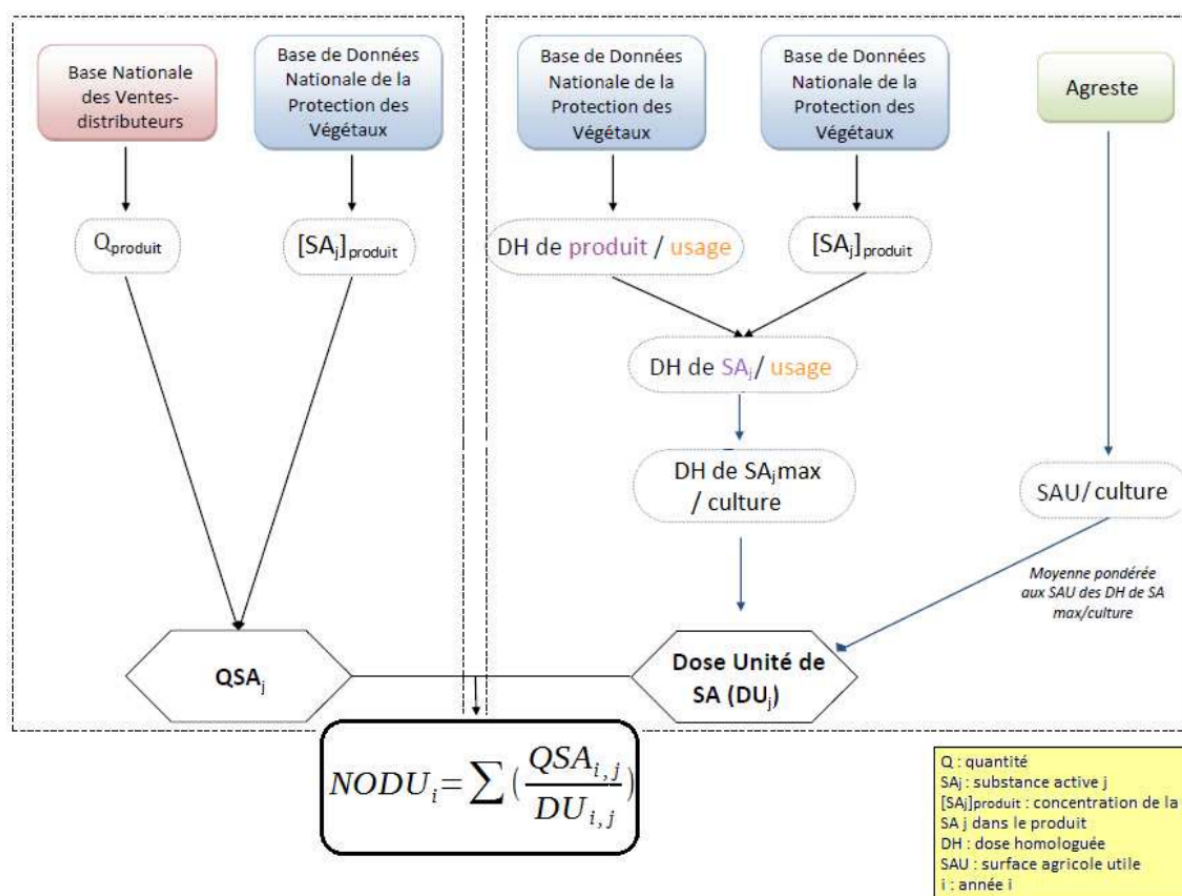 Base Nationale
des Ventes-
distributeurs
Base de Données
Nationale de la
Protection des
Végétaux
Base de Données
Nationale de la
Protection des
Végétaux
Base de Données
Nationale de la
Protection des
Végétaux
Agreste
Qproduit
[SAj]produit
DH de produit / usage
[SAj]produit
DH de SAj/ usage
DH de SAjmax
/ culture
SAU/ culture
Moyenne pondérée
aux SAU des DH de SA
max/culture
QSAj
Dose Unité de
SA (DUj)
NODUi=∑(QSAi,j/DUi,j)
Q : quantité
SAj : substance active j
[SAj]produit : concentration de la
SA j dans le produit
DH : dose homologuée
SAU : surface agricole utile
i : année i